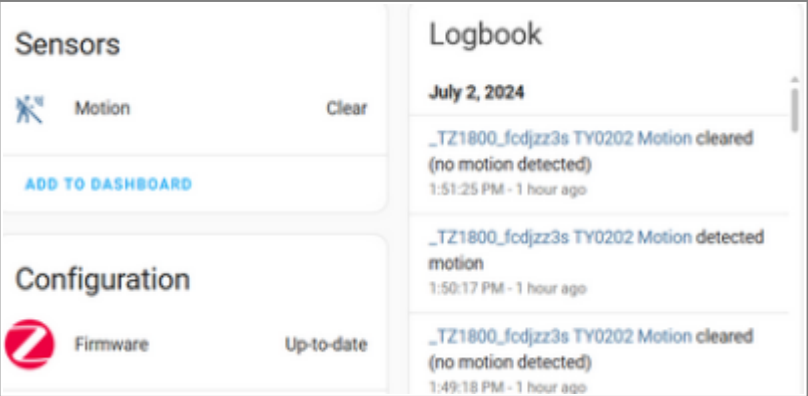 Sensors
Motion Clear
ADD TO DASHBOARD
Configuration
Firmware Up-to-date
Logbook
July 2, 2024
_TZ1800_fcdjzz3s TY0202 Motion cleared
(no motion detected)
1:51:25 PM - 1 hour ago
_TZ1800_fcdjzz3s TY0202 Motion detected
motion
1:50:17 PM - 1 hour ago
_TZ1800_fcdjzz3s TY0202 Motion cleared
(no motion detected)
1:49:18 PM - 1 hour ago